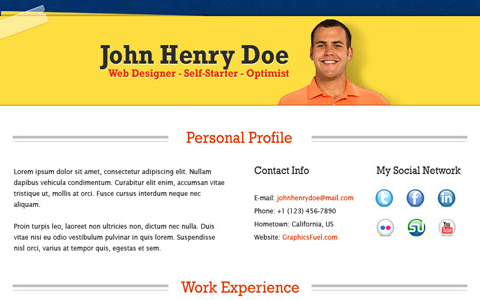 John Henry Doe
Web Designer - Self-Starter - Optimist
Personal Profile
Lorem ipsum dolor sit amet, consectetur adipiscing elit. Nullam
dapibus vehicula condimentum. Curabitur elit enim, accumsan vitae
tristique ut, mollis at orci. Fusce cursus interdum neque nec
aliquam.
Proin turpis leo, laoreet non ultricies non, dictum nec nulla. Duis
vitae nisi eu odio vestibulum pulvinar in quis lorem. Suspendisse
nisl orci, varius at tempor quis, egestas et sem.
Contact Info
E-mail: johnhenrydoe@mail.com
Phone: +1 (123) 456-7890
Hometown: California, US
Website: GraphicsFuel.com
My Social Network
t f in
You Tube
Work Experience